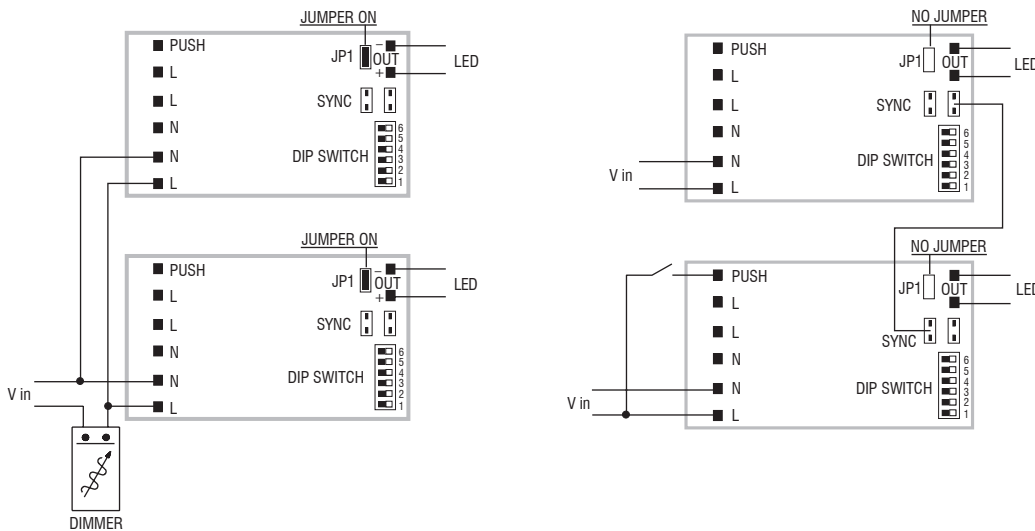 JUMPER ON
PUSH
JP1
−
OUT
+
LED
L
L
SYNC
N
N
L
DIP SWITCH
6
5
4
3
2
1
JUMPER ON
PUSH
JP1
−
OUT
+
LED
L
L
SYNC
N
N
L
DIP SWITCH
6
5
4
3
2
1
V in
DIMMER
NO JUMPER
PUSH
JP1
OUT
LED
L
L
SYNC
N
N
L
DIP SWITCH
6
5
4
3
2
1
V in
NO JUMPER
PUSH
JP1
OUT
LED
L
L
SYNC
N
N
L
DIP SWITCH
6
5
4
3
2
1
V in